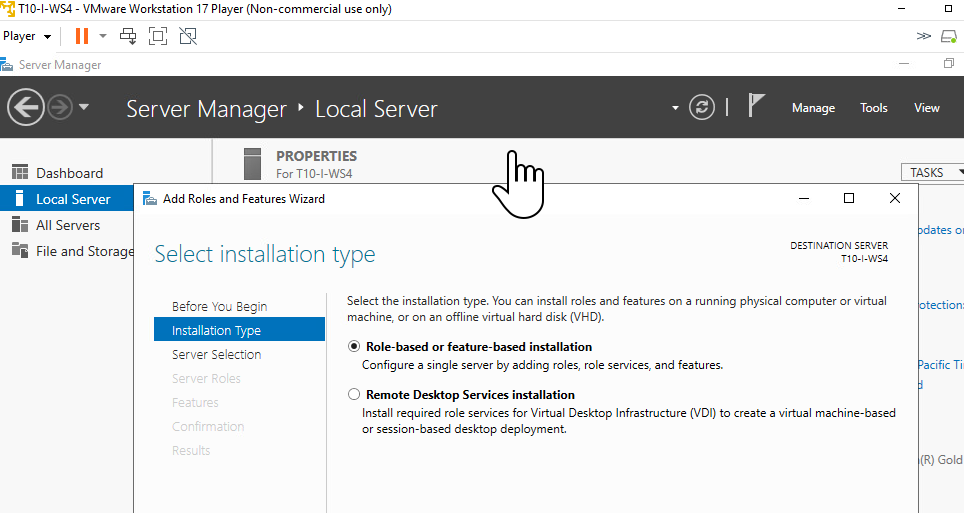 T10-I-WS4 - VMware Workstation 17 Player (Non-commercial use only)
Player
Server Manager
Server Manager ‣ Local Server
Manage Tools View
Dashboard
Local Server
All Servers
File and Storage
PROPERTIES
For T10-I-WS4
TASKS
Add Roles and Features Wizard
Select installation type
DESTINATION SERVER
T10-I-WS4
Before You Begin
Installation Type
Server Selection
Server Roles
Features
Confirmation
Results
Select the installation type. You can install roles and features on a running physical computer or virtual
machine, or on an offline virtual hard disk (VHD).
Role-based or feature-based installation
Configure a single server by adding roles, role services, and features.
Remote Desktop Services installation
Install required role services for Virtual Desktop Infrastructure (VDI) to create a virtual machine-based
or session-based desktop deployment.
pdates o
otection:
Pacific Ti
d
(R) Gold